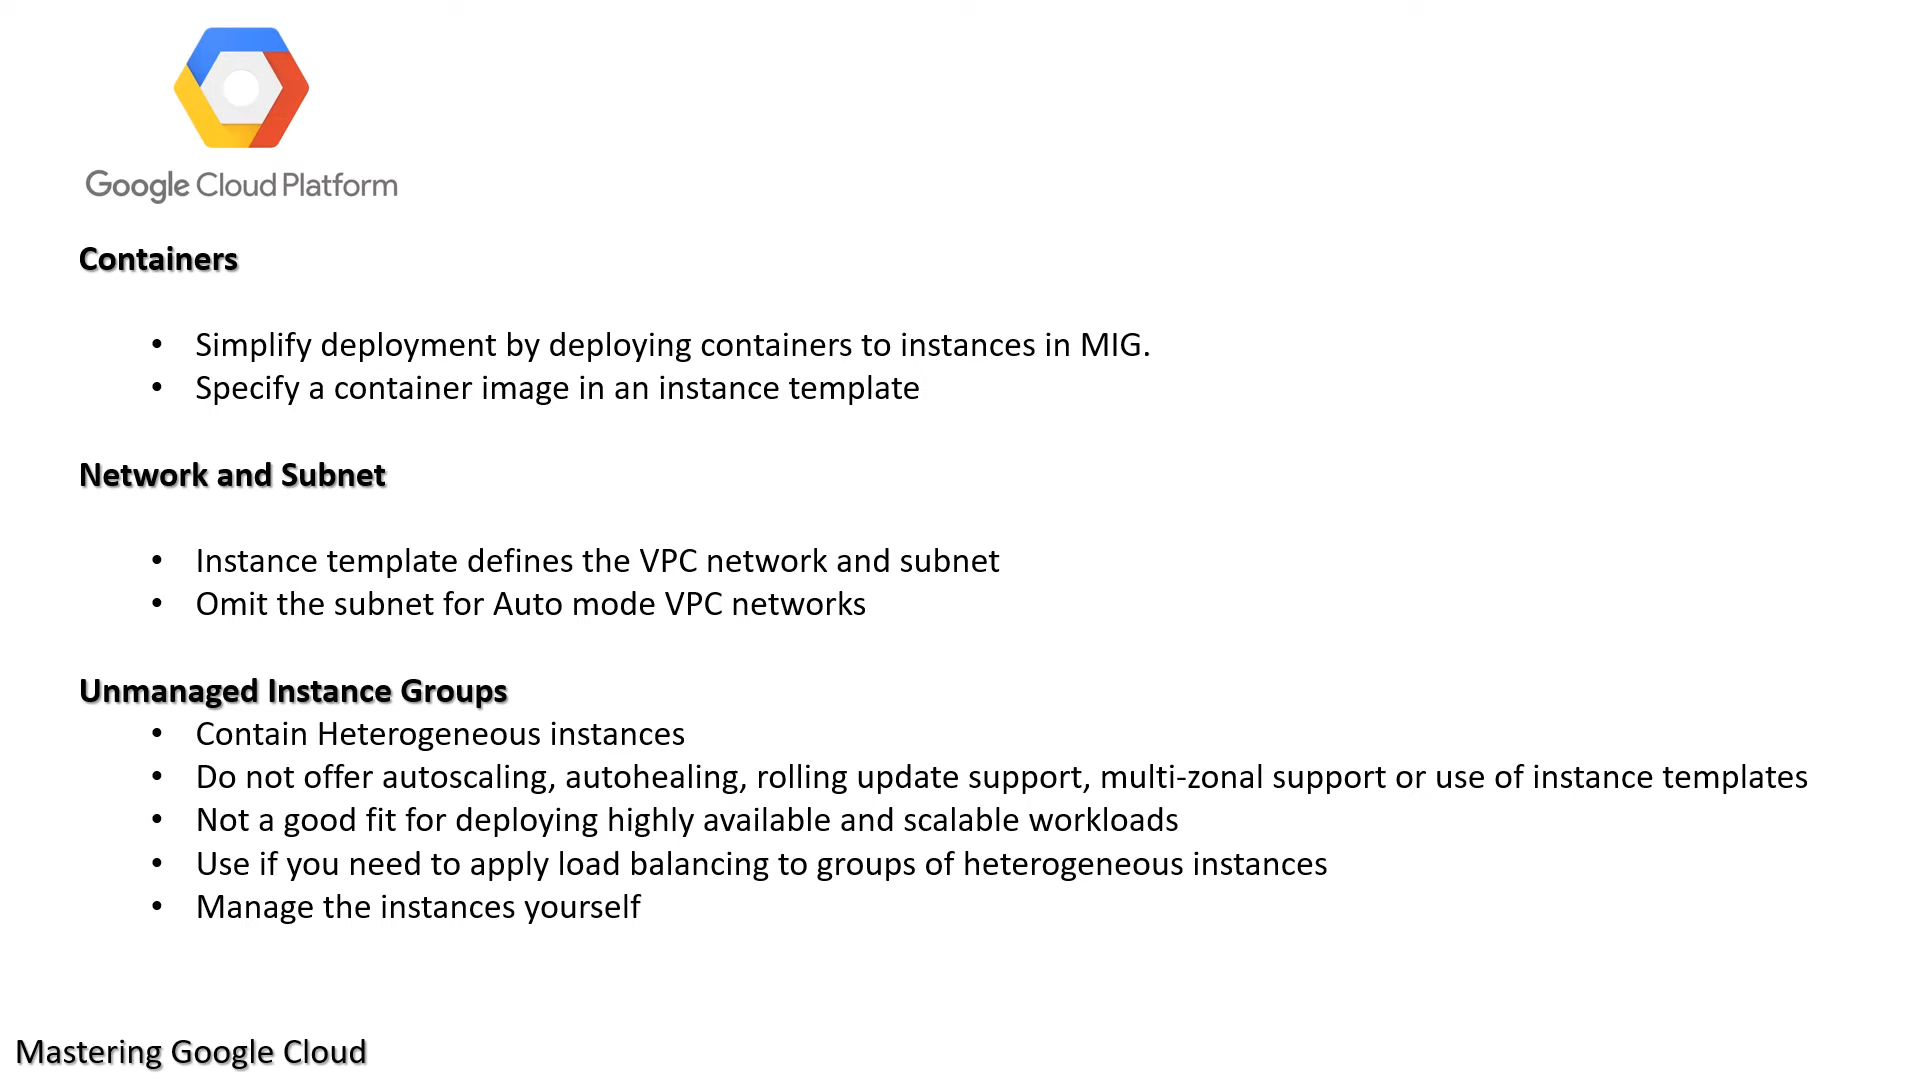 Google Cloud Platform
Containers
• Simplify deployment by deploying containers to instances in MIG.
• Specify a container image in an instance template
Network and Subnet
• Instance template defines the VPC network and subnet
• Omit the subnet for Auto mode VPC networks
Unmanaged Instance Groups
• Contain Heterogeneous instances
• Do not offer autoscaling, autohealing, rolling update support, multi-zonal support or use of instance templates
• Not a good fit for deploying highly available and scalable workloads
• Use if you need to apply load balancing to groups of heterogeneous instances
• Manage the instances yourself
Mastering Google Cloud